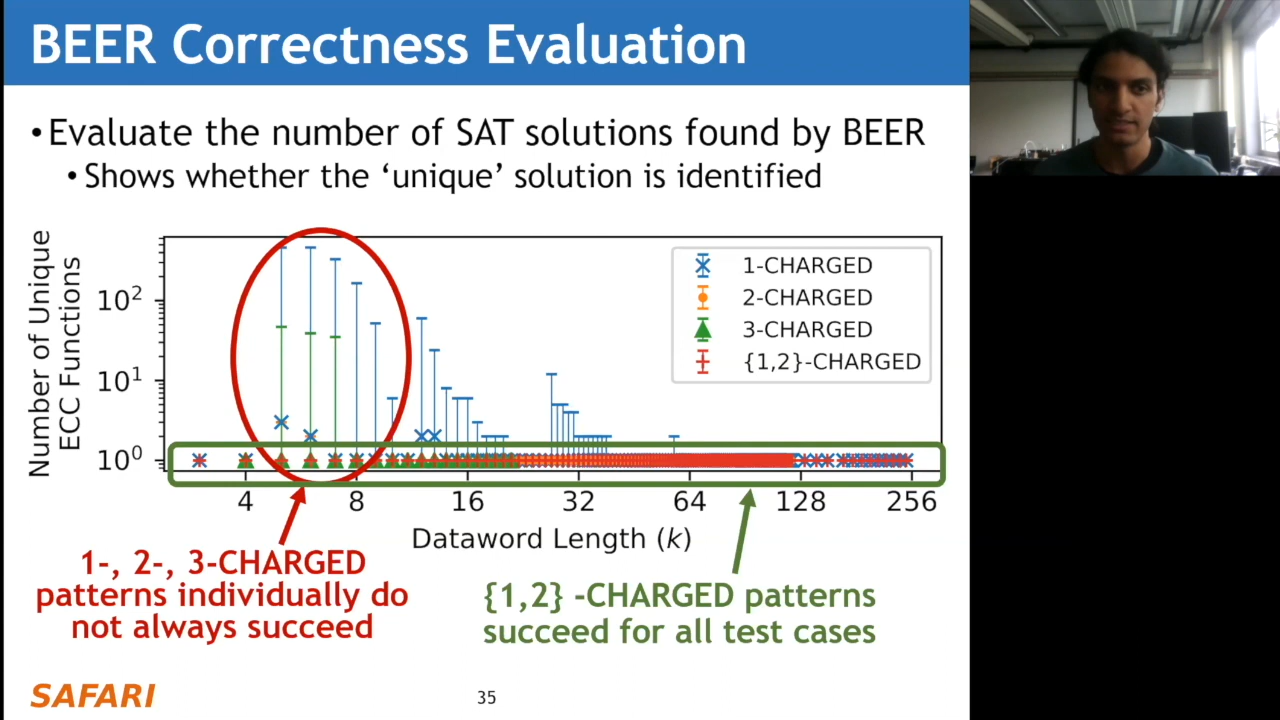 BEER Correctness Evaluation
•Evaluate the number of SAT solutions found by BEER
•Shows whether the ‘unique’ solution is identified
Number of Unique
ECC Functions
10²
10¹
10⁰
1-CHARGED
2-CHARGED
3-CHARGED
{1,2}-CHARGED
4 8 16 32 64 128 256
Dataword Length (k)
1-, 2-, 3-CHARGED
patterns individually do
not always succeed
{1,2} -CHARGED patterns
succeed for all test cases
SAFARI
35